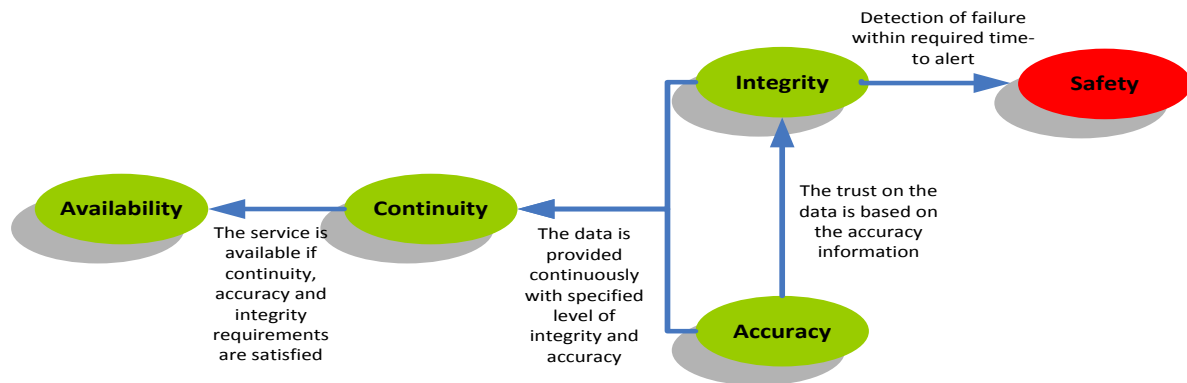 Detection of failure
within required time-
to alert
Integrity
Safety
The trust on the
data is based on
the accuracy
information
Availability
Continuity
The service is
available if
continuity,
accuracy and
integrity
requirements
are satisfied
The data is
provided
continuously
with specified
level of
integrity and
accuracy
Accuracy